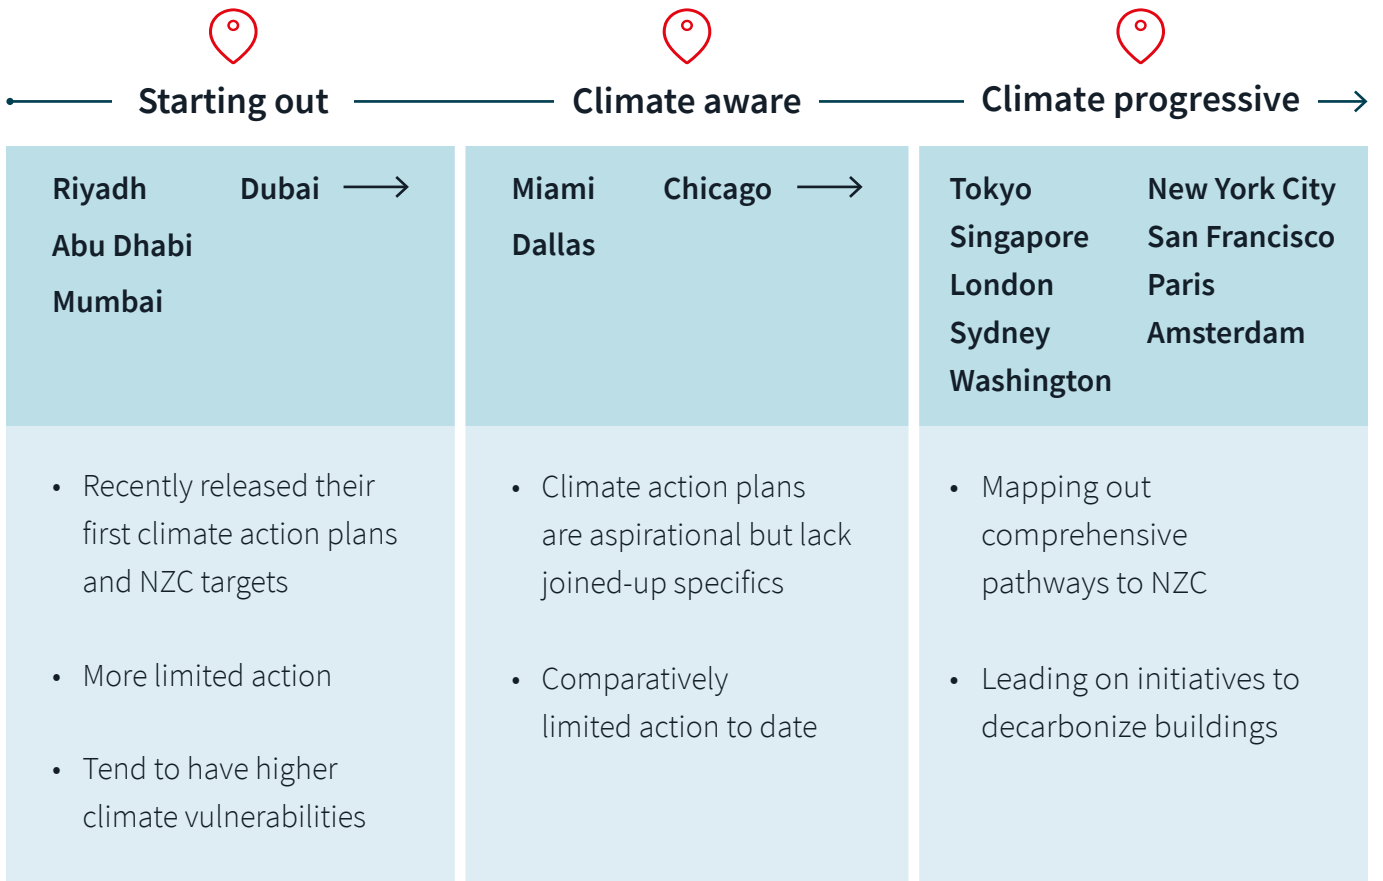 Starting out
Climate aware
Climate progressive
Riyadh
Dubai
Abu Dhabi
Mumbai
Miami
Chicago
Dallas
Tokyo
New York City
Singapore
San Francisco
London
Paris
Sydney
Amsterdam
Washington
• Recently released their
first climate action plans
and NZC targets
• More limited action
• Tend to have higher
climate vulnerabilities
• Climate action plans
are aspirational but lack
joined-up specifics
• Comparatively
limited action to date
• Mapping out
comprehensive
pathways to NZC
• Leading on initiatives to
decarbonize buildings